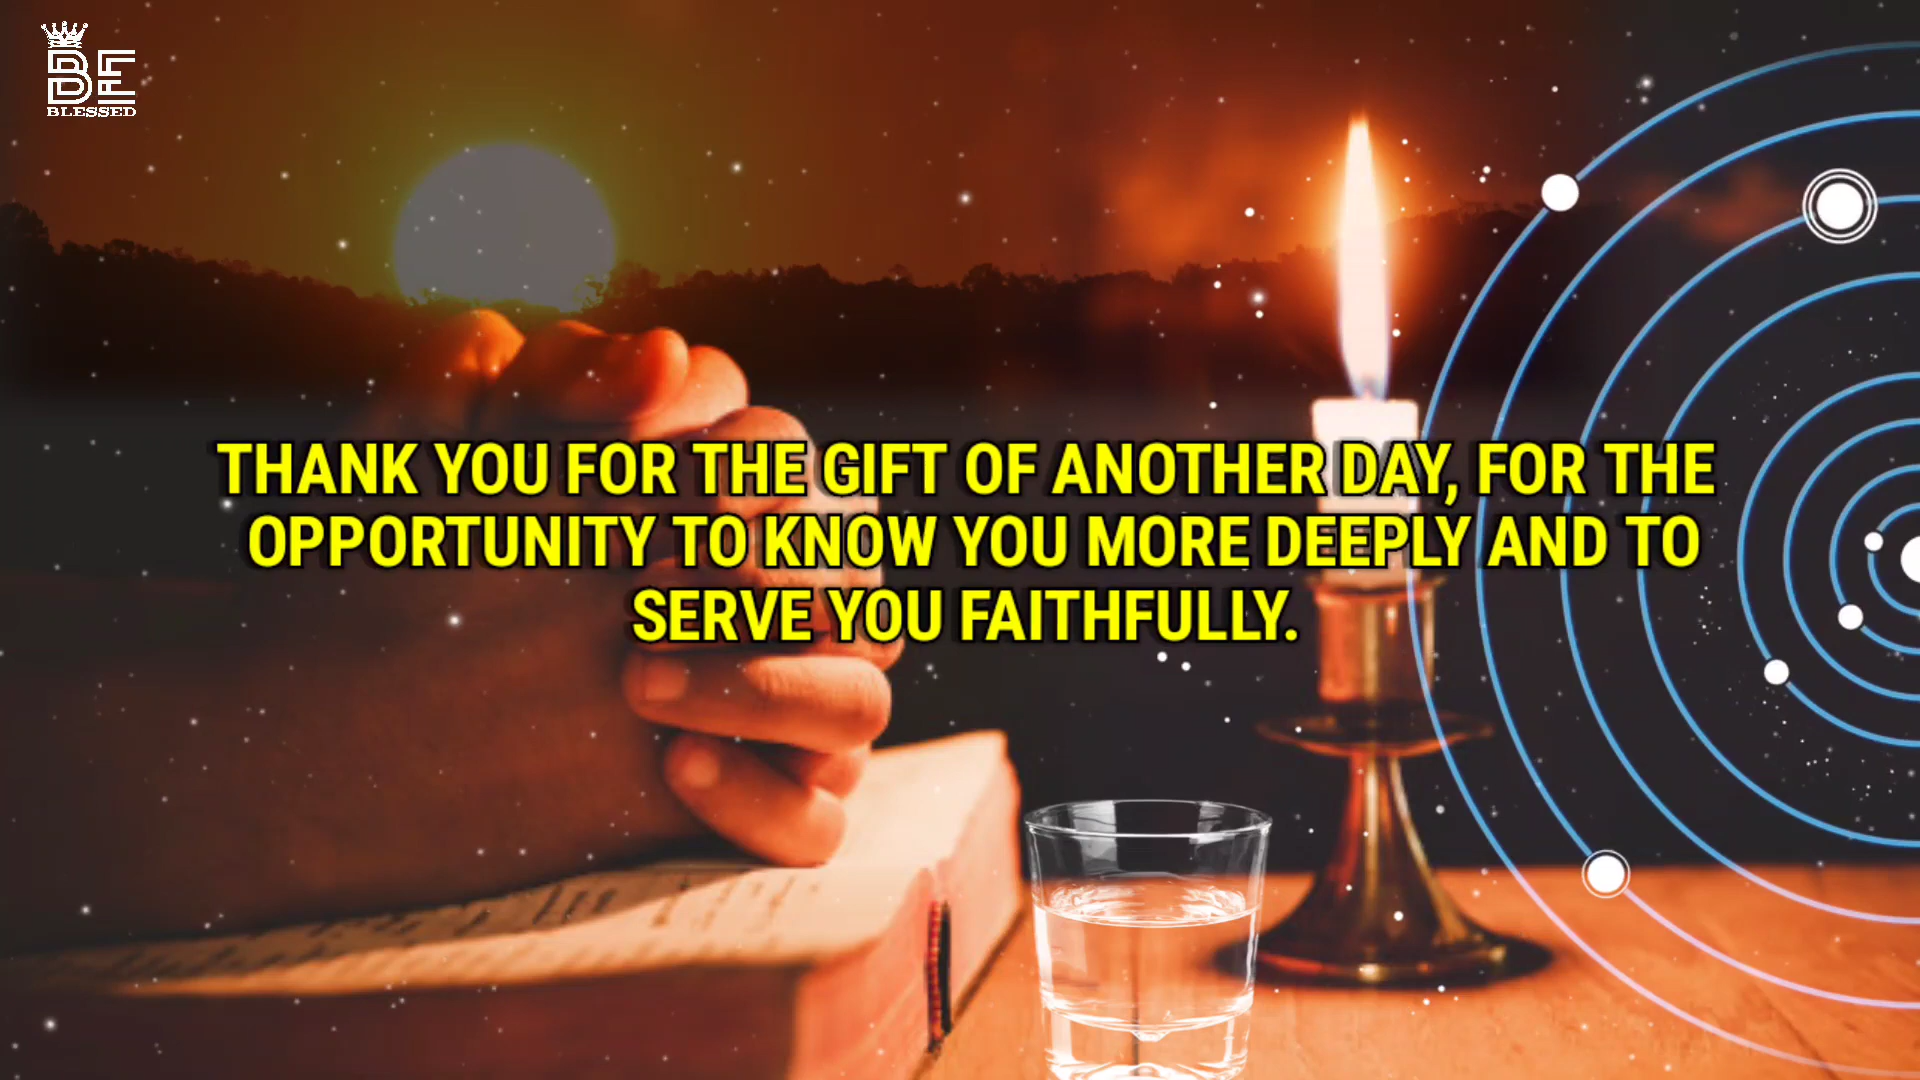 BE
BLESSED
THANK YOU FOR THE GIFT OF ANOTHER DAY, FOR THE
OPPORTUNITY TO KNOW YOU MORE DEEPLY AND TO
SERVE YOU FAITHFULLY.